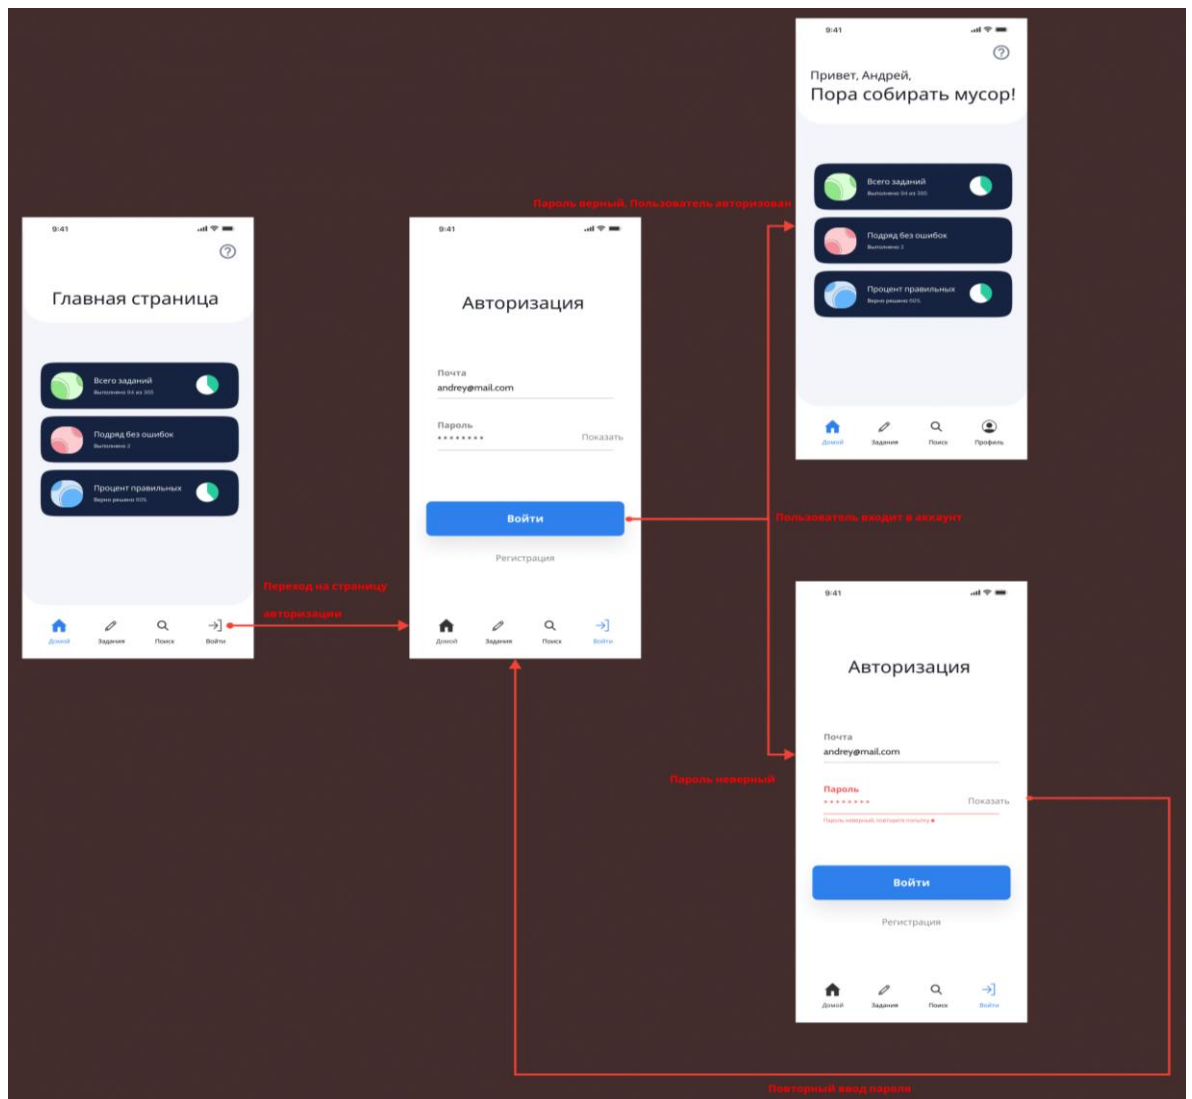 9:41
Главная страница
Всего заданий
Выполнено 94 из 300
Подряд без ошибок
Выполнено 2
Процент правильных
Верно решено 60%
Домой
Задания
Поиск
Войти
Переход на страницу
авторизации
9:41
Авторизация
Почта
andrey@mail.com
Пароль
Показать
Войти
Регистрация
Домой
Задания
Поиск
Войти
Пароль верный. Пользователь авторизован
Пользователь входит в аккаунт
Пароль неверный
9:41
Привет, Андрей,
Пора собирать мусор!
Всего заданий
Выполнено 94 из 300
Подряд без ошибок
Выполнено 2
Процент правильных
Верно решено 60%
Домой
Задания
Поиск
Профиль
9:41
Авторизация
Почта
andrey@mail.com
Пароль
Показать
Пароль неверный, повторите попытку
Войти
Регистрация
Домой
Задания
Поиск
Войти
Повторный ввод пароля